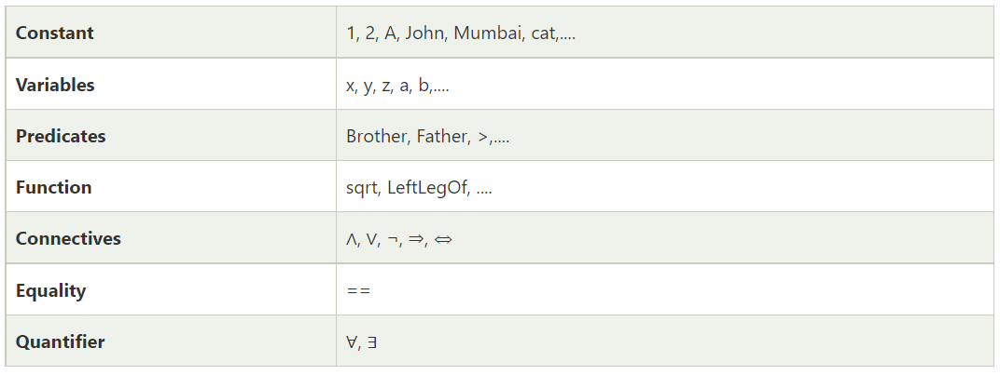 Constant 1, 2, A, John, Mumbai, cat,....
Variables x, y, z, a, b,....
Predicates Brother, Father, >,....
Function sqrt, LeftLegOf, ....
Connectives ∧, ∨, ¬, ⇒, ⇔
Equality ==
Quantifier ∀, ∃